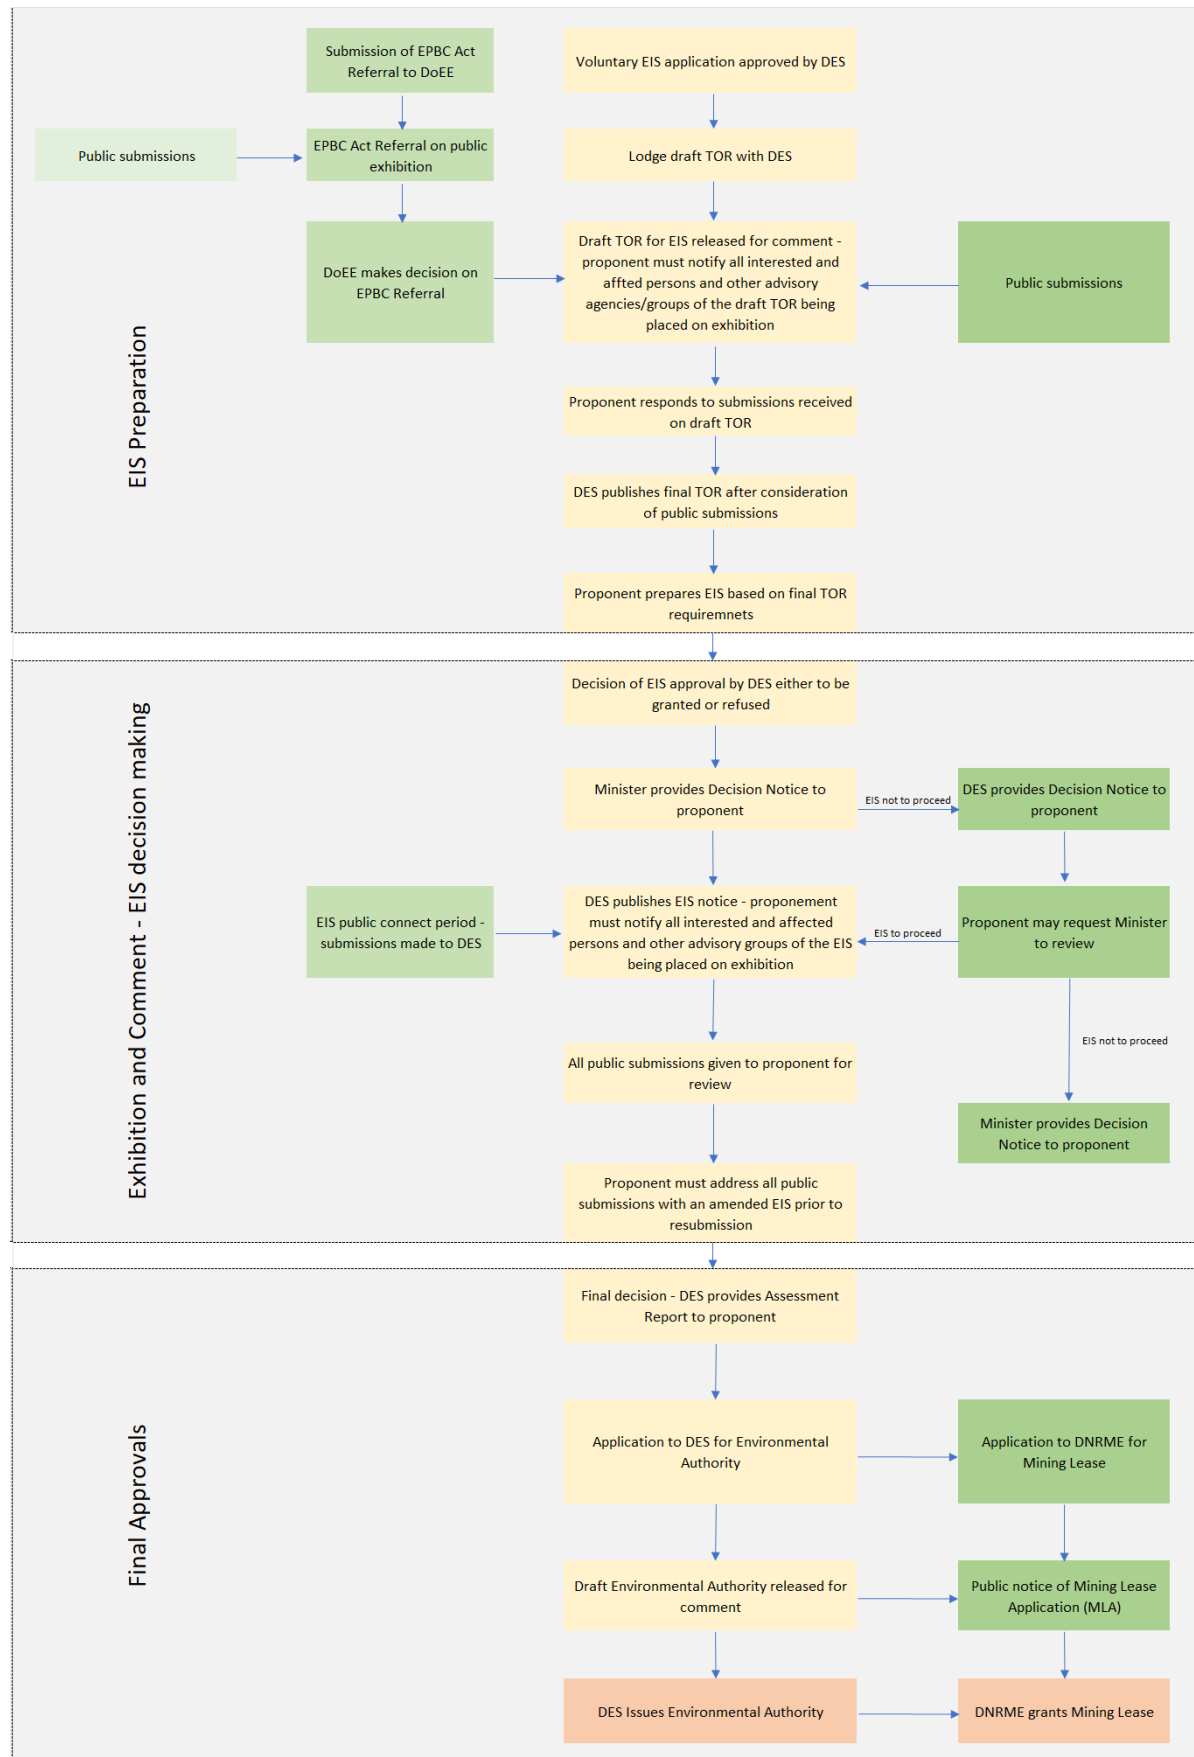 EIS Preparation
Submission of EPBC Act
Referral to DoEE
Voluntary EIS application approved by DES
Public submissions
EPBC Act Referral on public
exhibition
Lodge draft TOR with DES
DoEE makes decision on
EPBC Referral
Draft TOR for EIS released for comment -
proponent must notify all interested and
affted persons and other advisory
agencies/groups of the draft TOR being
placed on exhibition
Public submissions
Proponent responds to submissions received
on draft TOR
DES publishes final TOR after consideration
of public submissions
Proponent prepares EIS based on final TOR
requiremnets
Exhibition and Comment - EIS decision making
Decision of EIS approval by DES either to be
granted or refused
Minister provides Decision Notice to
proponent
EIS not to proceed
DES provides Decision Notice to
proponent
EIS public connect period -
submissions made to DES
DES publishes EIS notice - proponement
must notify all interested and affected
persons and other advisory groups of the EIS
being placed on exhibition
EIS to proceed
Proponent may request Minister
to review
EIS not to proceed
All public submissions given to proponent for
review
Minister provides Decision
Notice to proponent
Proponent must address all public
submissions with an amended EIS prior to
resubmission
Final Approvals
Final decision - DES provides Assessment
Report to proponent
Application to DES for Environmental
Authority
Application to DNRME for
Mining Lease
Draft Environmental Authority released for
comment
Public notice of Mining Lease
Application (MLA)
DES Issues Environmental Authority
DNRME grants Mining Lease